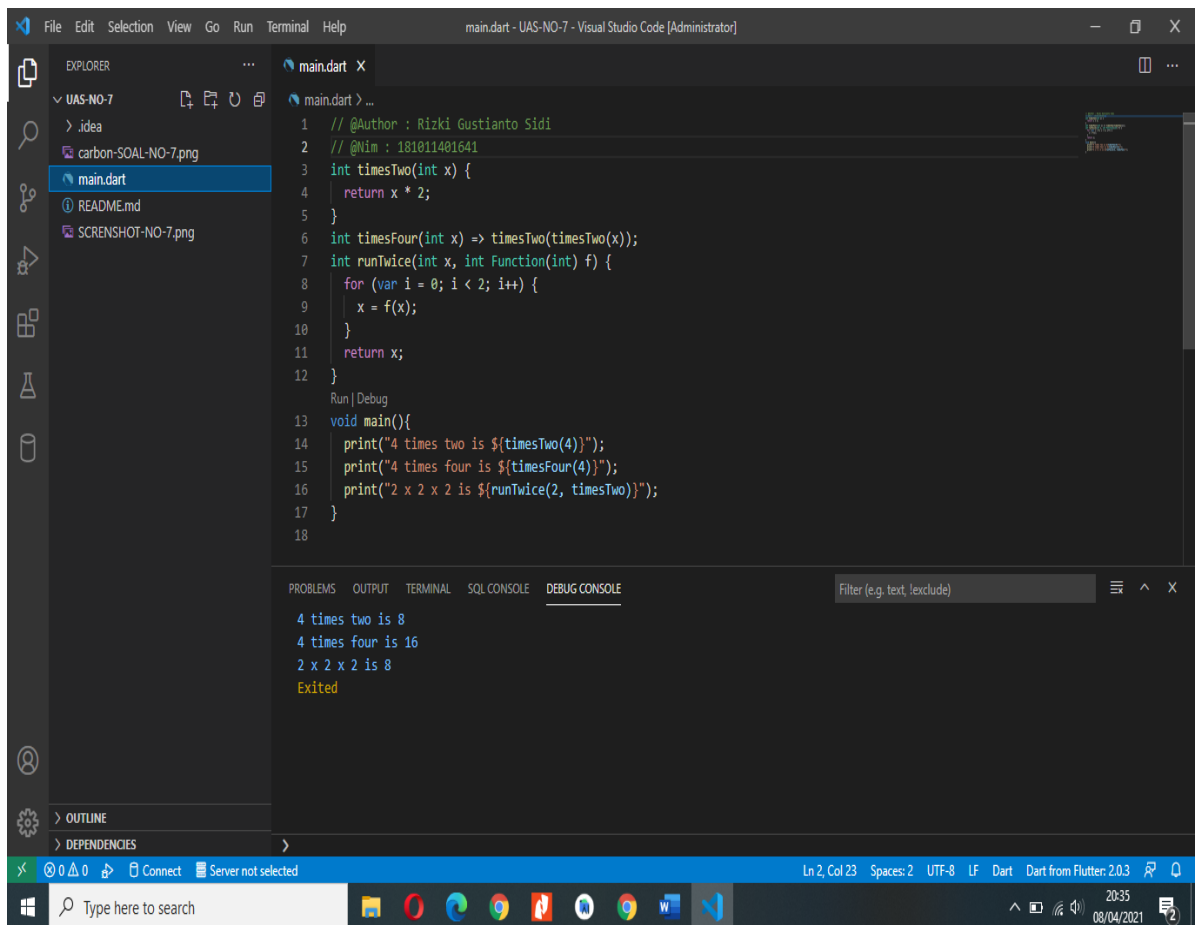 File Edit Selection View Go Run Terminal Help main.dart - UAS-NO-7 - Visual Studio Code [Administrator]
EXPLORER
UAS-NO-7
.idea
carbon-SOAL-NO-7.png
main.dart
README.md
SCRENSHOT-NO-7.png
OUTLINE
DEPENDENCIES
main.dart
main.dart > ...
1 // @Author : Rizki Gustianto Sidi
2 // @Nim : 181011401641
3 int timesTwo(int x) {
4 return x * 2;
5 }
6 int timesFour(int x) => timesTwo(timesTwo(x));
7 int runTwice(int x, int Function(int) f) {
8 for (var i = 0; i < 2; i++) {
9 x = f(x);
10 }
11 return x;
12 }
Run | Debug
13 void main(){
14 print("4 times two is ${timesTwo(4)}");
15 print("4 times four is ${timesFour(4)}");
16 print("2 x 2 x 2 is ${runTwice(2, timesTwo)}");
17 }
18
PROBLEMS OUTPUT TERMINAL SQL CONSOLE DEBUG CONSOLE Filter (e.g. text, !exclude)
4 times two is 8
4 times four is 16
2 x 2 x 2 is 8
Exited
0 0 Connect Server not selected Ln 2, Col 23 Spaces: 2 UTF-8 LF Dart Dart from Flutter: 2.0.3
Type here to search
20:35
08/04/2021
2